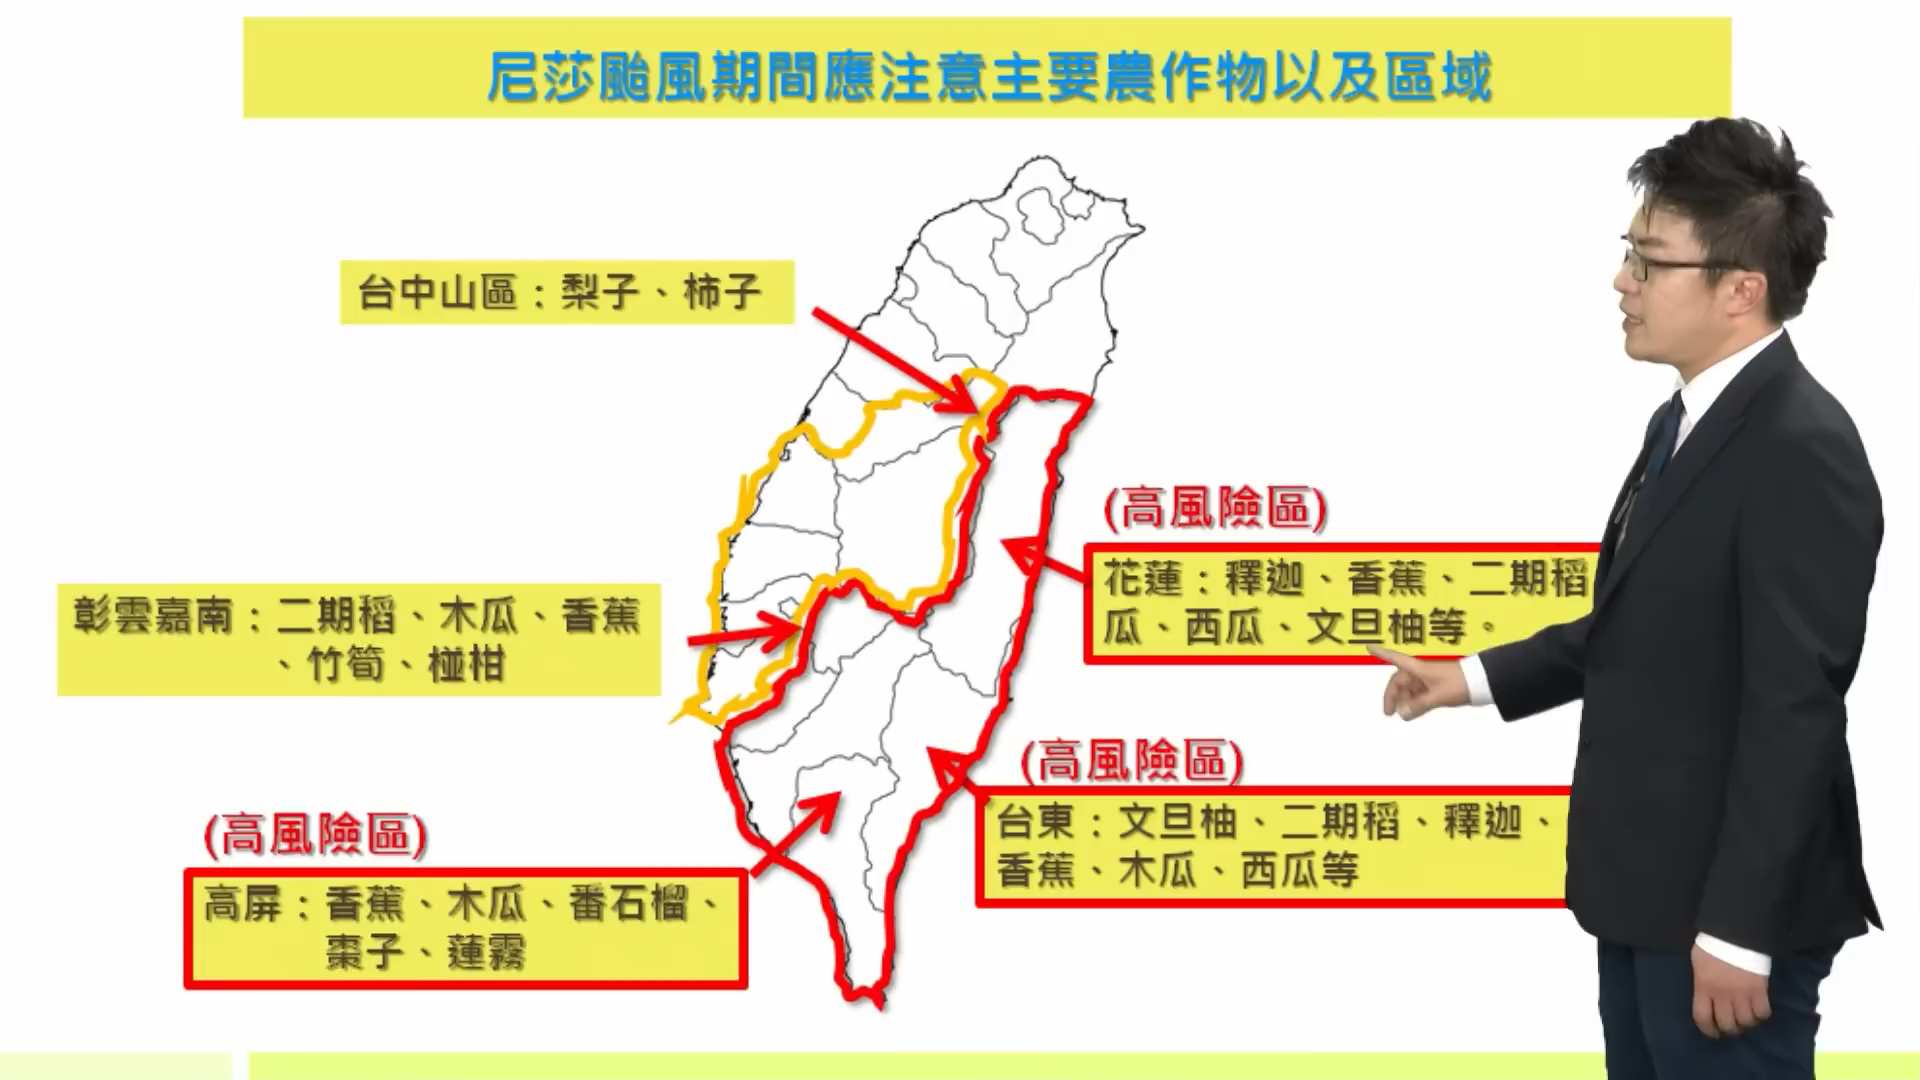 尼莎颱風期間應注意主要農作物以及區域
台中山區：梨子、柿子
(高風險區)
花蓮：釋迦、香蕉、二期稻
瓜、西瓜、文旦柚等。
彰雲嘉南：二期稻、木瓜、香蕉
、竹筍、椪柑
(高風險區)
台東：文旦柚、二期稻、釋迦、
香蕉、木瓜、西瓜等
(高風險區)
高屏：香蕉、木瓜、番石榴、
棗子、蓮霧